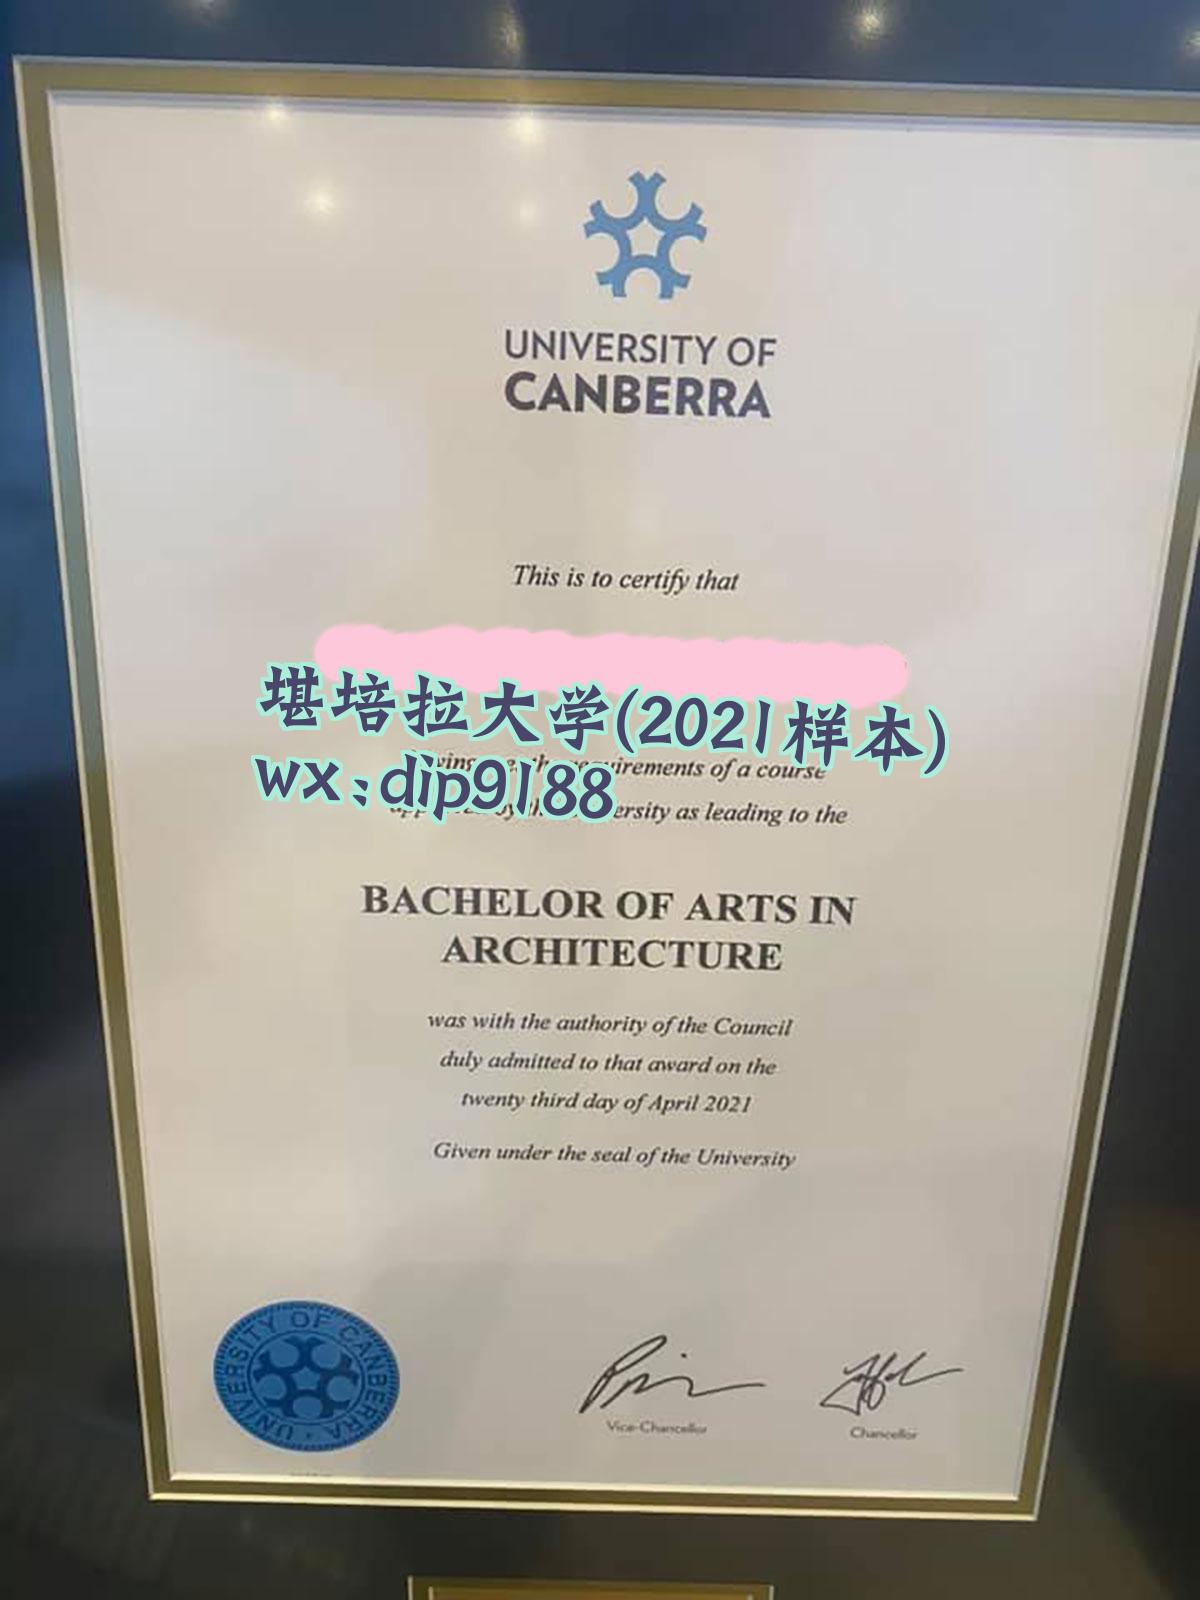 UNIVERSITY OF
CANBERRA
This is to certify that
堪培拉大学(2021样本)
requirements of a course
wx:dip9188
by the University as leading to the
BACHELOR OF ARTS IN
ARCHITECTURE
was with the authority of the Council
duly admitted to that award on the
twenty third day of April 2021
Given under the seal of the University
UNIVERSITY OF CANBERRA
Vice-Chancellor
Chancellor